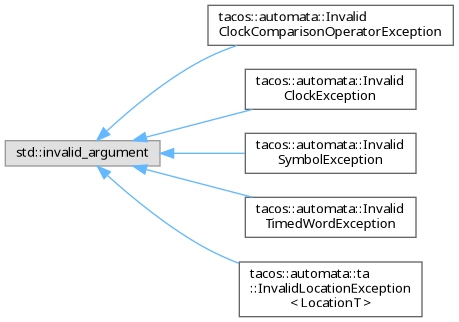 tacos::automata::Invalid
ClockComparisonOperatorException
tacos::automata::Invalid
ClockException
std::invalid_argument
tacos::automata::Invalid
SymbolException
tacos::automata::Invalid
TimedWordException
tacos::automata::ta
::InvalidLocationException
< LocationT >